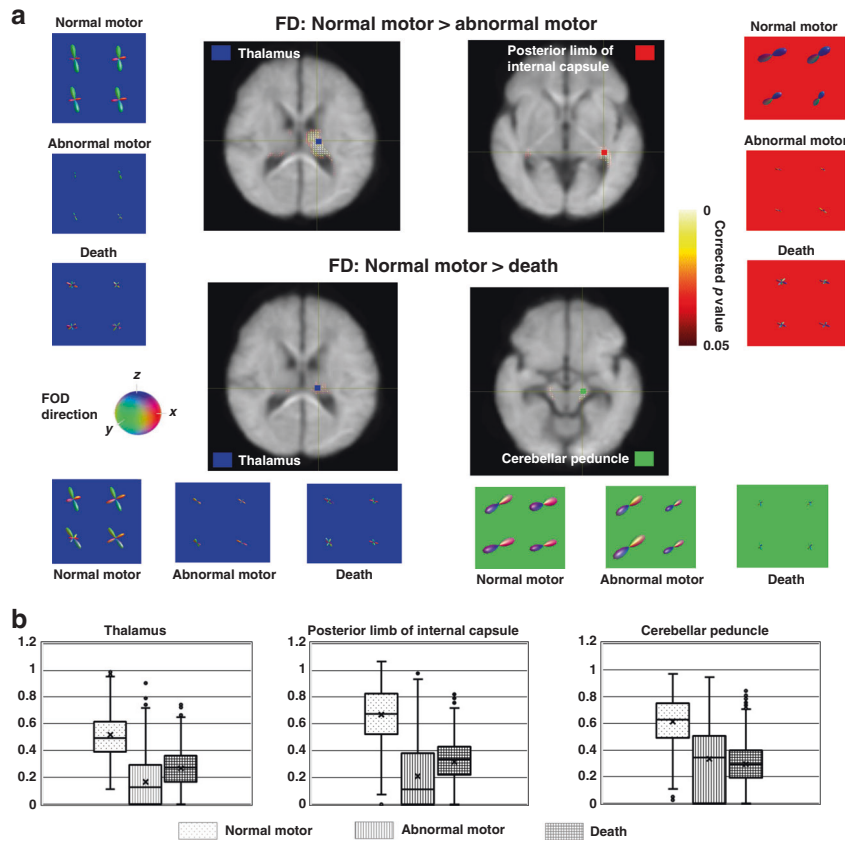 a
FD: Normal motor > abnormal motor
Normal motor
Abnormal motor
Death
Thalamus
Posterior limb of
internal capsule
Normal motor
Abnormal motor
Death
0
Corrected p value
0.05
FD: Normal motor > death
FOD
direction
z
x
y
Thalamus
Cerebellar peduncle
Normal motor
Abnormal motor
Death
Normal motor
Abnormal motor
Death
b
Thalamus
1.2
1
0.8
0.6
0.4
0.2
0
Posterior limb of internal capsule
1.2
1
0.8
0.6
0.4
0.2
0
Cerebellar peduncle
1.2
1
0.8
0.6
0.4
0.2
0
Normal motor
Abnormal motor
Death